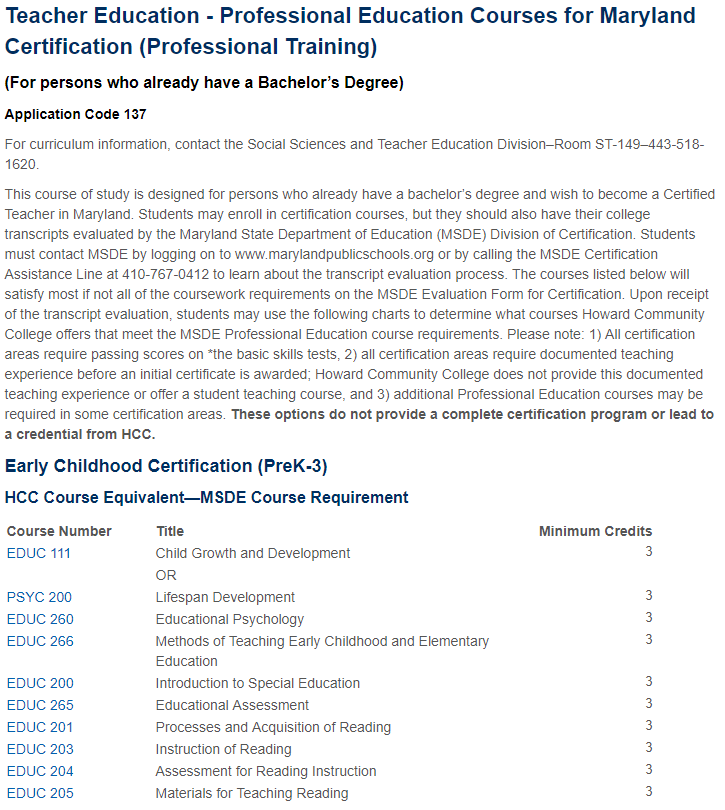 Teacher Education - Professional Education Courses for Maryland
Certification (Professional Training)
(For persons who already have a Bachelor’s Degree)
Application Code 137
For curriculum information, contact the Social Sciences and Teacher Education Division–Room ST-149–443-518-
1620.
This course of study is designed for persons who already have a bachelor’s degree and wish to become a Certified
Teacher in Maryland. Students may enroll in certification courses, but they should also have their college
transcripts evaluated by the Maryland State Department of Education (MSDE) Division of Certification. Students
must contact MSDE by logging on to www.marylandpublicschools.org or by calling the MSDE Certification
Assistance Line at 410-767-0412 to learn about the transcript evaluation process. The courses listed below will
satisfy most if not all of the coursework requirements on the MSDE Evaluation Form for Certification. Upon receipt
of the transcript evaluation, students may use the following charts to determine what courses Howard Community
College offers that meet the MSDE Professional Education course requirements. Please note: 1) All certification
areas require passing scores on *the basic skills tests, 2) all certification areas require documented teaching
experience before an initial certificate is awarded; Howard Community College does not provide this documented
teaching experience or offer a student teaching course, and 3) additional Professional Education courses may be
required in some certification areas. These options do not provide a complete certification program or lead to
a credential from HCC.
Early Childhood Certification (PreK-3)
HCC Course Equivalent—MSDE Course Requirement
Course Number Title Minimum Credits
EDUC 111 Child Growth and Development 3
OR
PSYC 200 Lifespan Development 3
EDUC 260 Educational Psychology 3
EDUC 266 Methods of Teaching Early Childhood and Elementary 3
Education
EDUC 200 Introduction to Special Education 3
EDUC 265 Educational Assessment 3
EDUC 201 Processes and Acquisition of Reading 3
EDUC 203 Instruction of Reading 3
EDUC 204 Assessment for Reading Instruction 3
EDUC 205 Materials for Teaching Reading 3